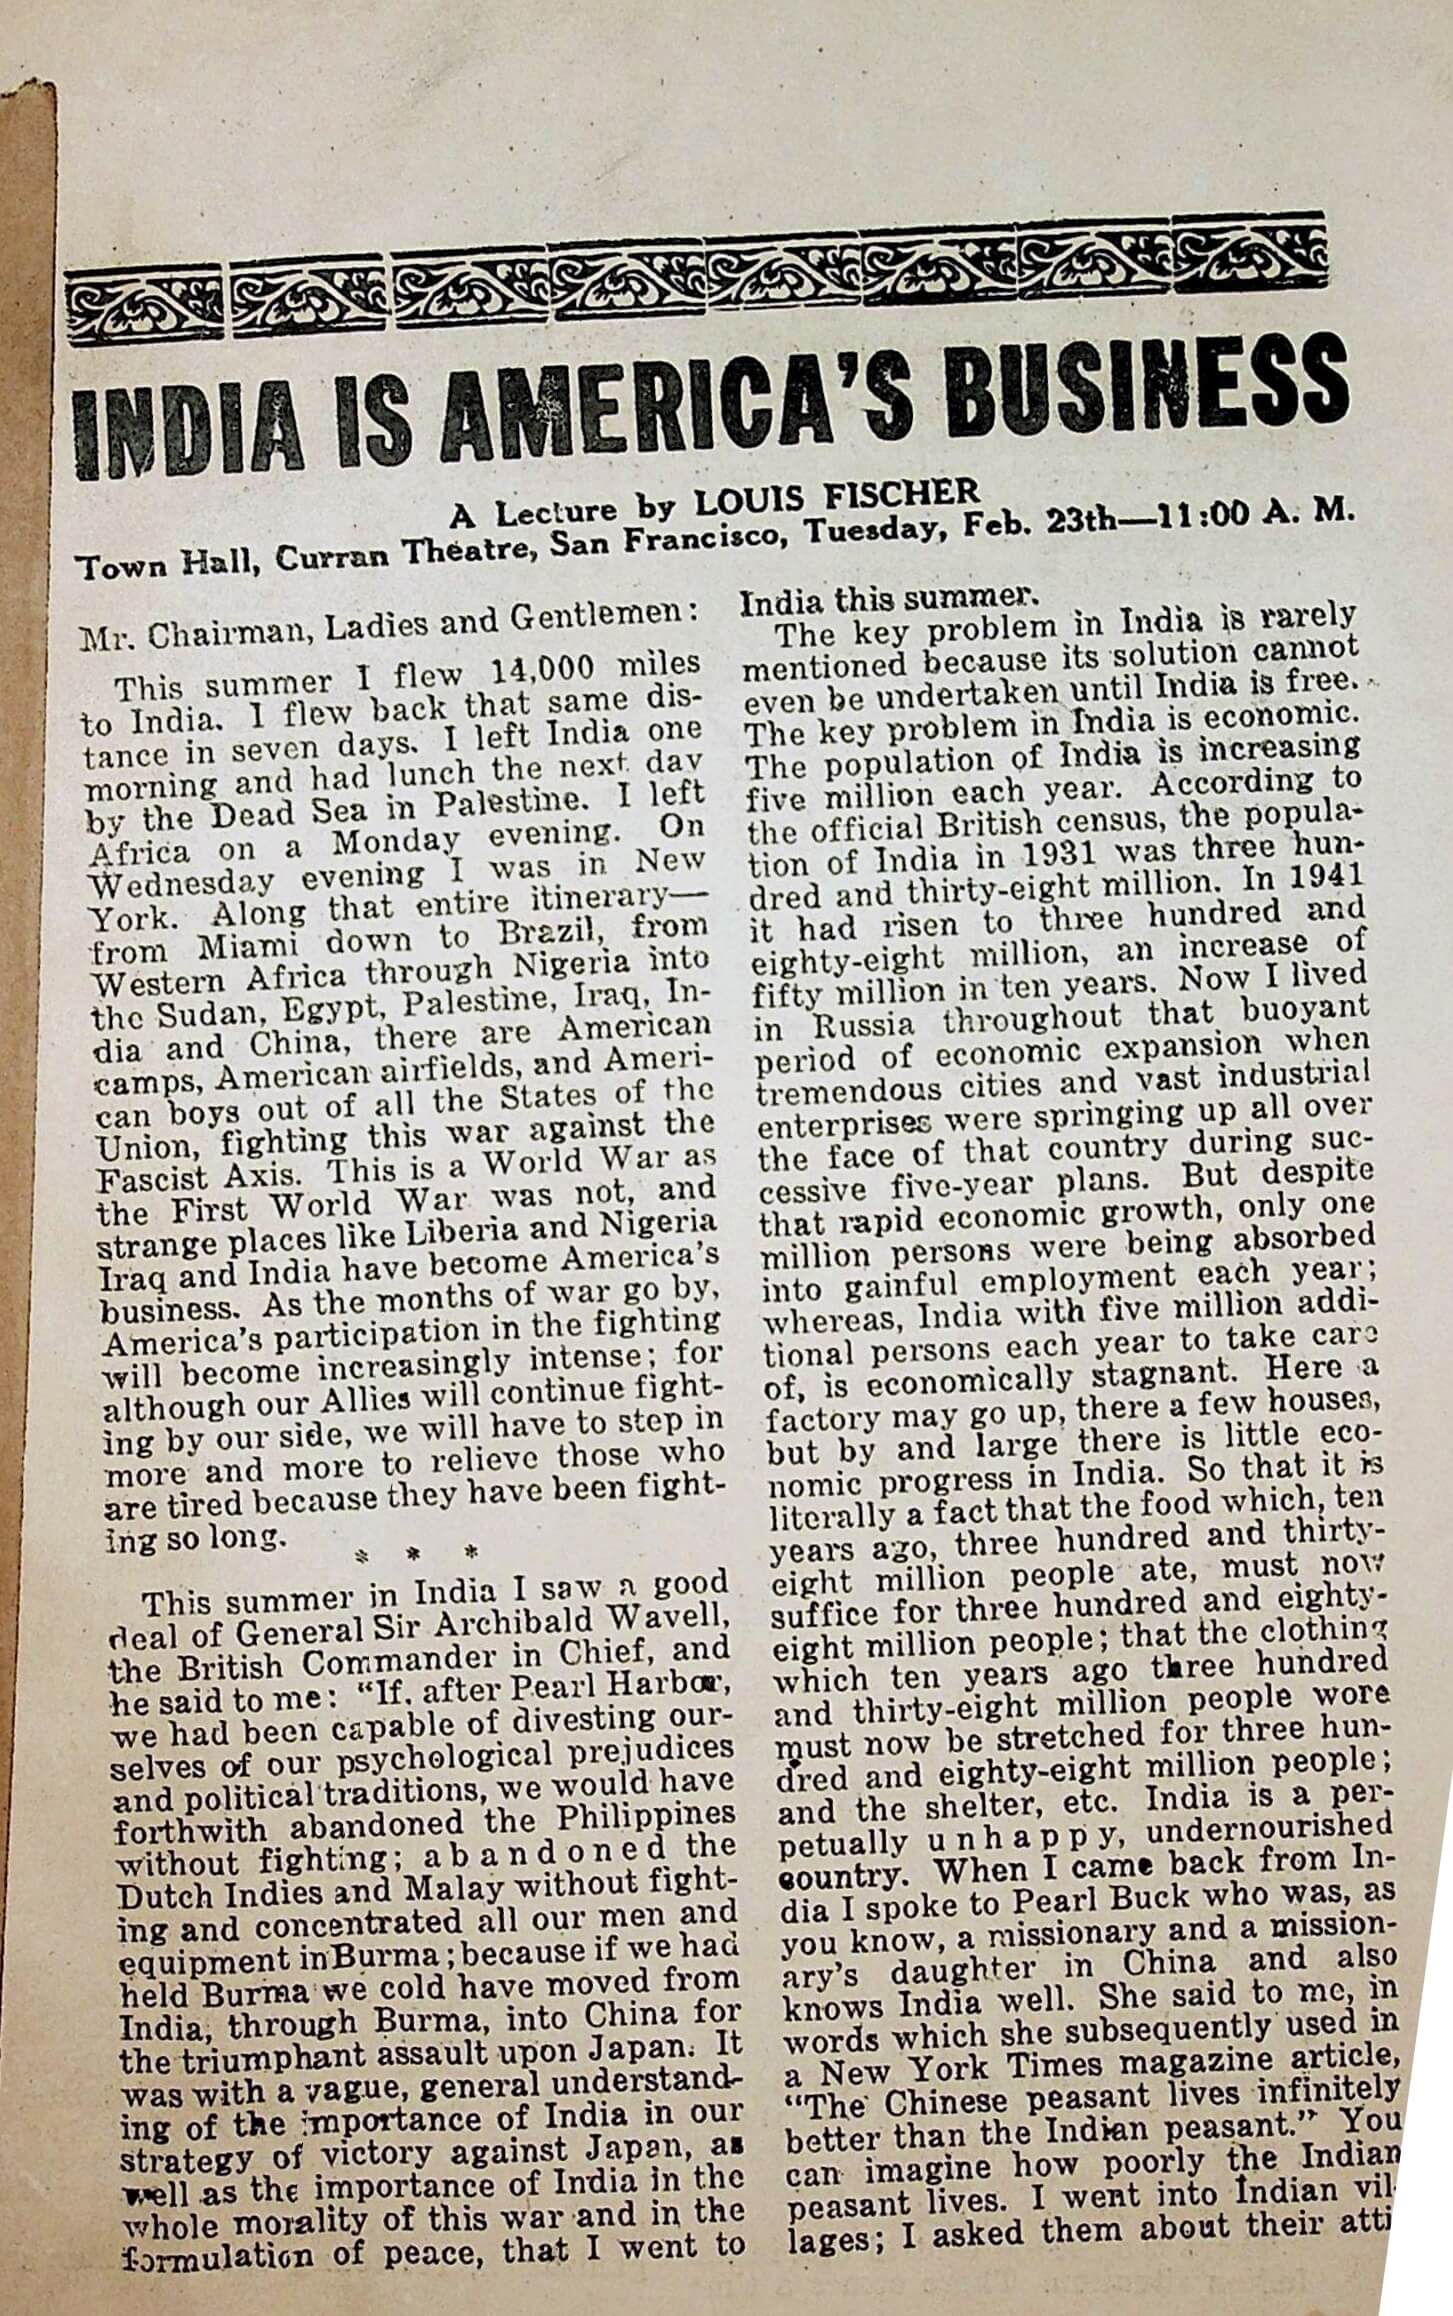 INDIA IS AMERICA'S BUSINESS
A Lecture by LOUIS FISCHER
Town Hall, Curran Theatre, San Francisco, Tuesday, Feb. 23th—11:00 A. M.
Mr. Chairman, Ladies and Gentlemen:
This summer I flew 14,000 miles
to India. I flew back that same dis-
tance in seven days. I left India one
morning and had lunch the next day
by the Dead Sea in Palestine. I left
Africa on a Monday evening. On
Wednesday evening I was in New
York. Along that entire itinerary—
from Miami down to Brazil, from
Western Africa through Nigeria into
the Sudan, Egypt, Palestine, Iraq, In-
dia and China, there are American
camps, American airfields, and Ameri-
can boys out of all the States of the
Union, fighting this war against the
Fascist Axis. This is a World War as
the First World War was not, and
strange places like Liberia and Nigeria
Iraq and India have become America's
business. As the months of war go by,
America's participation in the fighting
will become increasingly intense; for
although our Allies will continue fight-
ing by our side, we will have to step in
more and more to relieve those who
are tired because they have been fight-
ing so long.
* * *
This summer in India I saw a good
deal of General Sir Archibald Wavell,
the British Commander in Chief, and
he said to me: "If, after Pearl Harbor,
we had been capable of divesting our-
selves of our psychological prejudices
and political traditions, we would have
forthwith abandoned the Philippines
without fighting; abandoned the
Dutch Indies and Malay without fight-
ing and concentrated all our men and
equipment in Burma; because if we had
held Burma we cold have moved from
India, through Burma, into China for
the triumphant assault upon Japan. It
was with a vague, general understand-
ing of the importance of India in our
strategy of victory against Japan, as
well as the importance of India in the
whole morality of this war and in the
formulation of peace, that I went to
India this summer.
The key problem in India is rarely
mentioned because its solution cannot
even be undertaken until India is free.
The key problem in India is economic.
The population of India is increasing
five million each year. According to
the official British census, the popula-
tion of India in 1931 was three hun-
dred and thirty-eight million. In 1941
it had risen to three hundred and
eighty-eight million, an increase of
fifty million in ten years. Now I lived
in Russia throughout that buoyant
period of economic expansion when
tremendous cities and vast industrial
enterprises were springing up all over
the face of that country during suc-
cessive five-year plans. But despite
that rapid economic growth, only one
million persons were being absorbed
into gainful employment each year;
whereas, India with five million addi-
tional persons each year to take care
of, is economically stagnant. Here a
factory may go up, there a few houses,
but by and large there is little eco-
nomic progress in India. So that it is
literally a fact that the food which, ten
years ago, three hundred and thirty-
eight million people ate, must now
suffice for three hundred and eighty-
eight million people; that the clothing
which ten years ago three hundred
and thirty-eight million people wore
must now be stretched for three hun-
dred and eighty-eight million people;
and the shelter, etc. India is a per-
petually unhappy, undernourished
country. When I came back from In-
dia I spoke to Pearl Buck who was, as
you know, a missionary and a mission-
ary's daughter in China and also
knows India well. She said to me, in
words which she subsequently used in
a New York Times magazine article,
"The Chinese peasant lives infinitely
better than the Indian peasant." You
can imagine how poorly the Indian
peasant lives. I went into Indian vil-
lages; I asked them about their atti